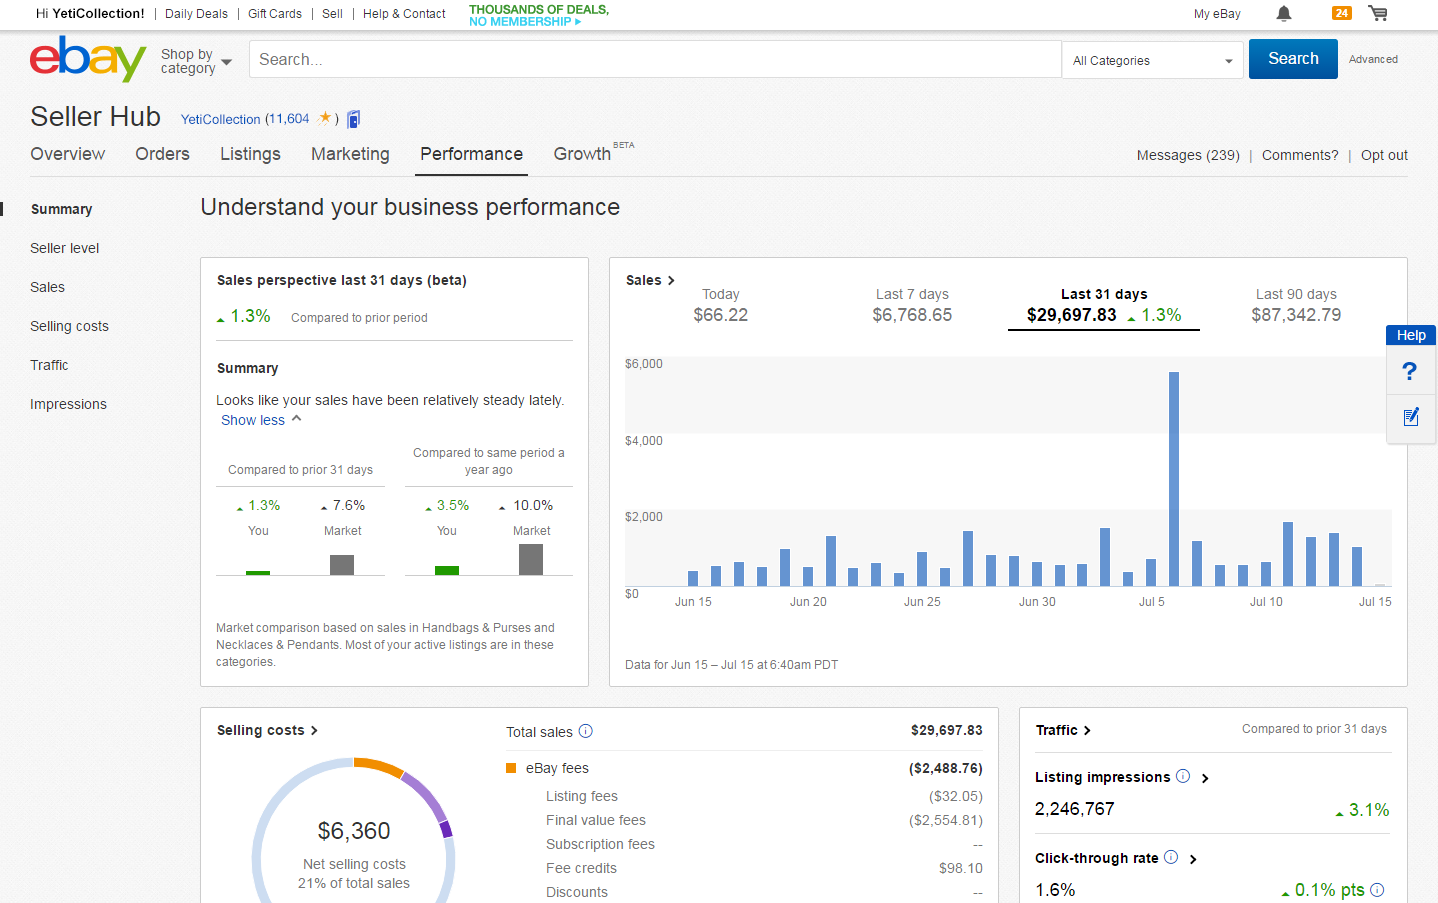 Hi YetiCollection! | Daily Deals | Gift Cards | Sell | Help & Contact
THOUSANDS OF DEALS,
NO MEMBERSHIP ▸
My eBay
24
ebay
Shop by
category
Search...
All Categories
Search
Advanced
Seller Hub
YetiCollection (11,604 )
Overview
Orders
Listings
Marketing
Performance
Growth BETA
Messages (239) | Comments? | Opt out
Summary
Seller level
Sales
Selling costs
Traffic
Impressions
Understand your business performance
Sales perspective last 31 days (beta)
1.3% Compared to prior period
Summary
Looks like your sales have been relatively steady lately.
Show less
Compared to prior 31 days
1.3%
You
7.6%
Market
Compared to same period a
year ago
3.5%
You
10.0%
Market
Market comparison based on sales in Handbags & Purses and
Necklaces & Pendants. Most of your active listings are in these
categories.
Sales
Today
$66.22
Last 7 days
$6,768.65
Last 31 days
$29,697.83 1.3%
Last 90 days
$87,342.79
$6,000
$4,000
$2,000
$0
Jun 15
Jun 20
Jun 25
Jun 30
Jul 5
Jul 10
Jul 15
Data for Jun 15 – Jul 15 at 6:40am PDT
Help
?
Selling costs
$6,360
Net selling costs
21% of total sales
Total sales $29,697.83
eBay fees ($2,488.76)
Listing fees ($32.05)
Final value fees ($2,554.81)
Subscription fees --
Fee credits $98.10
Discounts --
Traffic
Compared to prior 31 days
Listing impressions
2,246,767 3.1%
Click-through rate
1.6% 0.1% pts